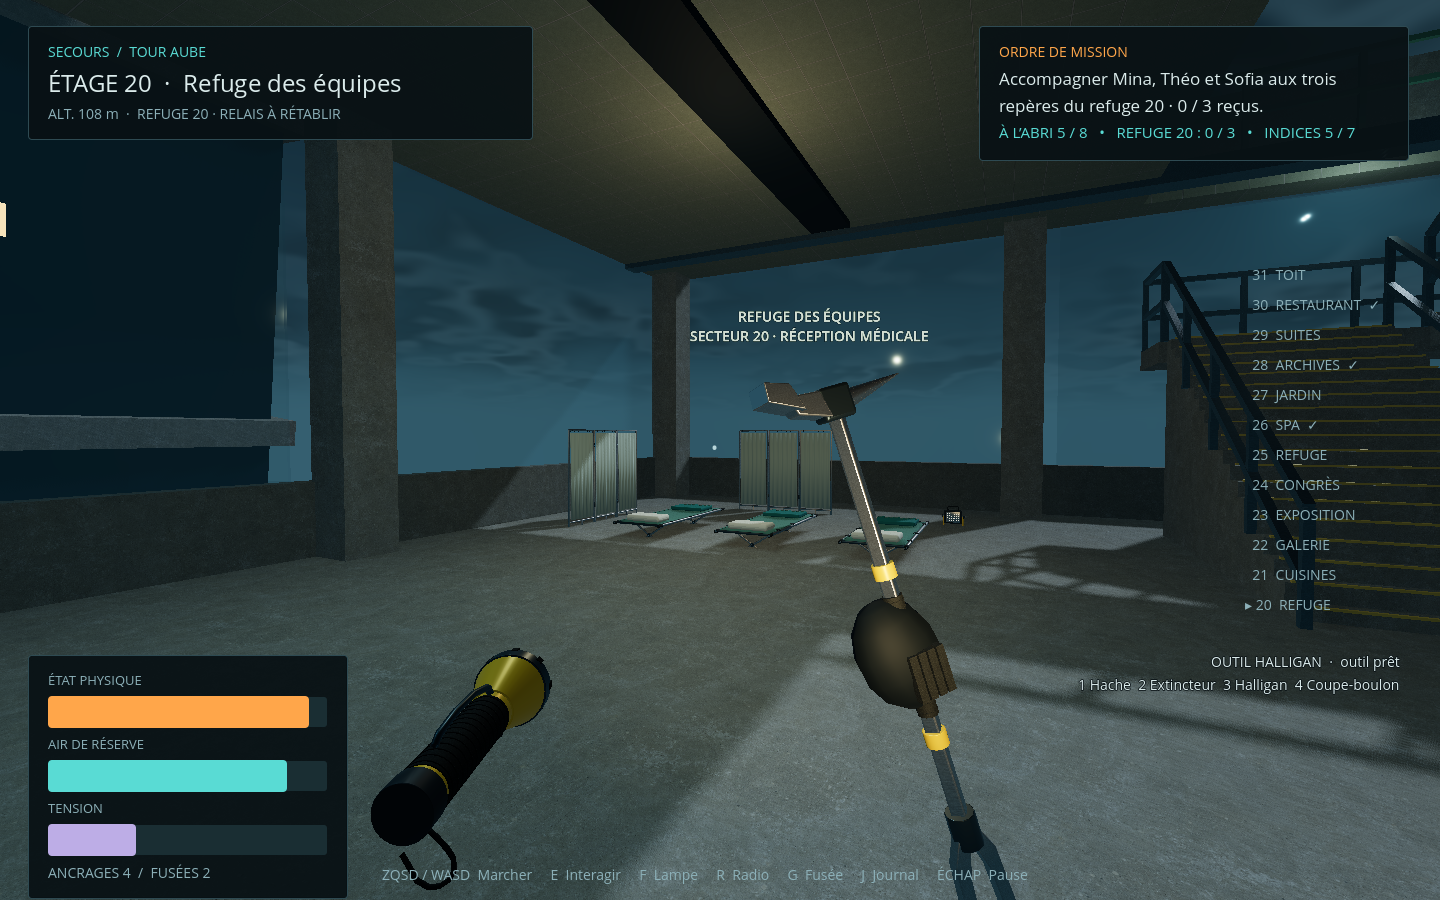 SECOURS / TOUR AUBE
ÉTAGE 20 · Refuge des équipes
ALT. 108 m · REFUGE 20 · RELAIS À RÉTABLIR
ORDRE DE MISSION
Accompagner Mina, Théo et Sofia aux trois
repères du refuge 20 · 0 / 3 reçus.
À L'ABRI 5 / 8 • REFUGE 20 : 0 / 3 • INDICES 5 / 7
REFUGE DES ÉQUIPES
SECTEUR 20 · RÉCEPTION MÉDICALE
31 TOIT
30 RESTAURANT ✓
29 SUITES
28 ARCHIVES ✓
27 JARDIN
26 SPA ✓
25 REFUGE
24 CONGRÈS
23 EXPOSITION
22 GALERIE
21 CUISINES
▸ 20 REFUGE
OUTIL HALLIGAN · outil prêt
1 Hache 2 Extincteur 3 Halligan 4 Coupe-boulon
ÉTAT PHYSIQUE
AIR DE RÉSERVE
TENSION
ANCRAGES 4 / FUSÉES 2
ZQSD / WASD Marcher E Interagir F Lampe R Radio G Fusée J Journal ÉCHAP Pause